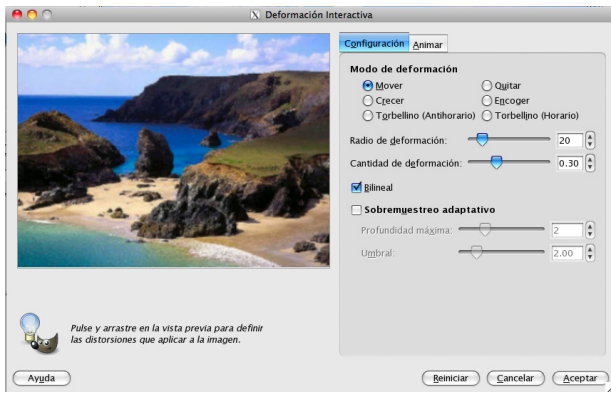 Deformación Interactiva
Configuración Animar
Modo de deformación
Mover Quitar
Crecer Encoger
Torbellino (Antihorario) Torbellino (Horario)
Radio de deformación: 20
Cantidad de deformación: 0.30
Bilineal
Sobremuestreo adaptativo
Profundidad máxima: 2
Umbral: 2.00
Pulse y arrastre en la vista previa para definir
las distorsiones que aplicar a la imagen.
Ayuda Reiniciar Cancelar Aceptar